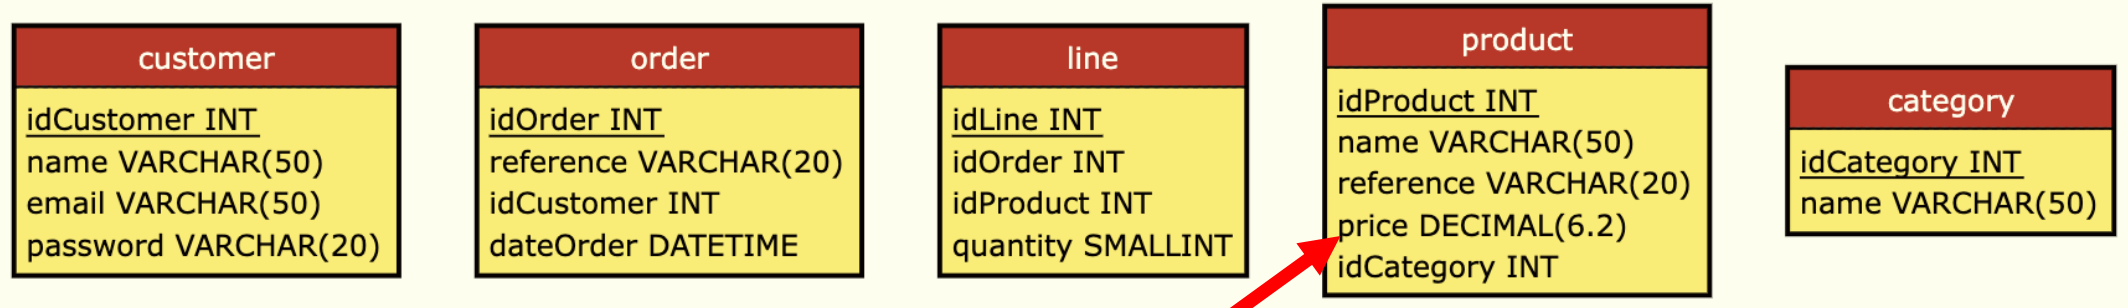 customer
idCustomer INT
name VARCHAR(50)
email VARCHAR(50)
password VARCHAR(20)
order
idOrder INT
reference VARCHAR(20)
idCustomer INT
dateOrder DATETIME
line
idLine INT
idOrder INT
idProduct INT
quantity SMALLINT
product
idProduct INT
name VARCHAR(50)
reference VARCHAR(20)
price DECIMAL(6.2)
idCategory INT
category
idCategory INT
name VARCHAR(50)